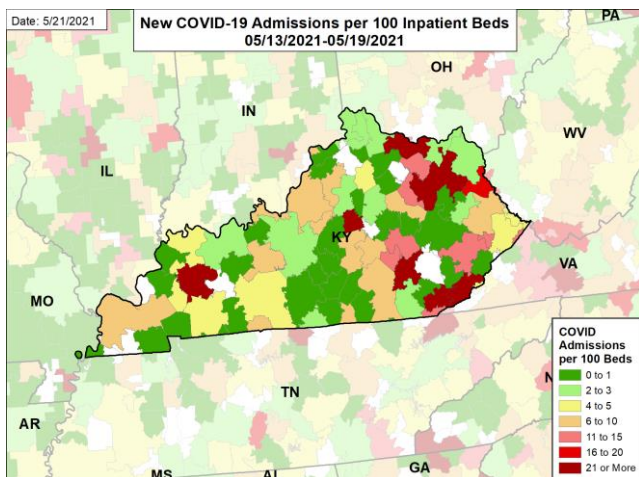 Date: 5/21/2021
New COVID-19 Admissions per 100 Inpatient Beds
05/13/2021-05/19/2021
PA
OH
IN
WV
IL
KY
VA
MO
TN
AR
MS
AL
GA
N
COVID
Admissions
per 100 Beds
0 to 1
2 to 3
4 to 5
6 to 10
11 to 15
16 to 20
21 or More